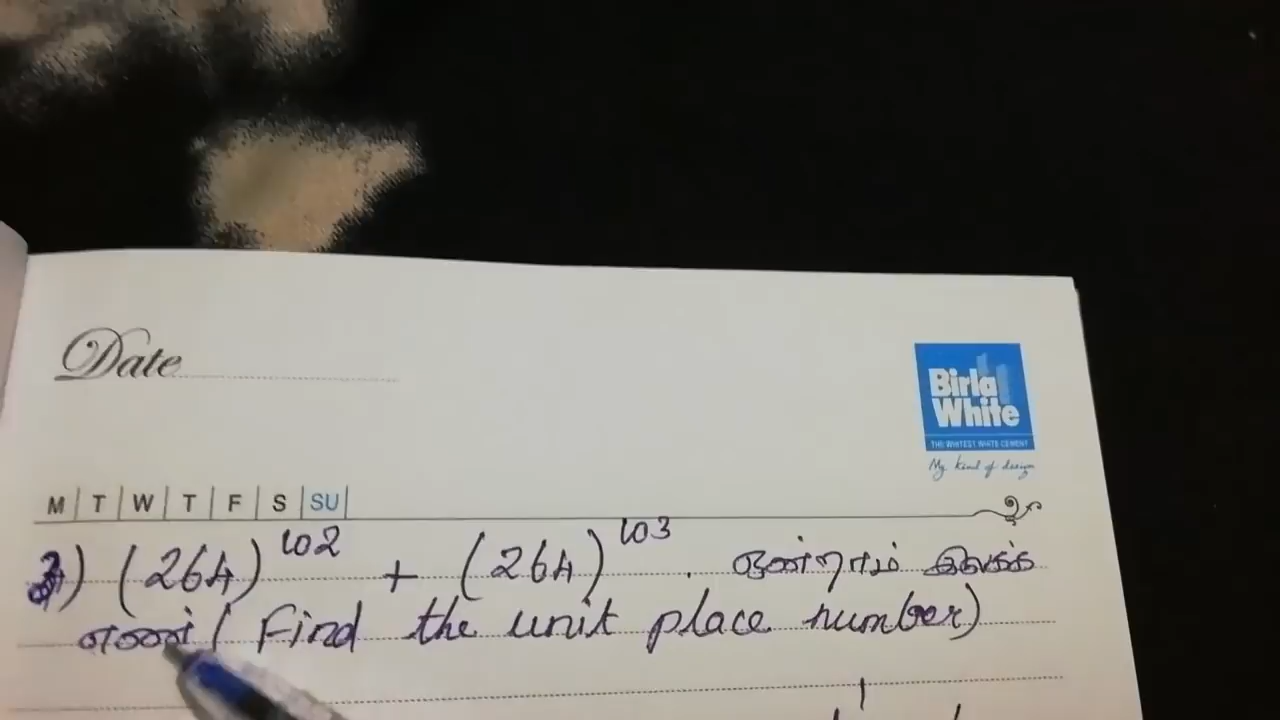 Date
Birla
White
THE WHITEST WHITE CEMENT
My kind of design
M T W T F S SU
3) (264)^102 + (264)^103 . ஒன்றாம் இலக்க
எண் ( Find the unit place number)